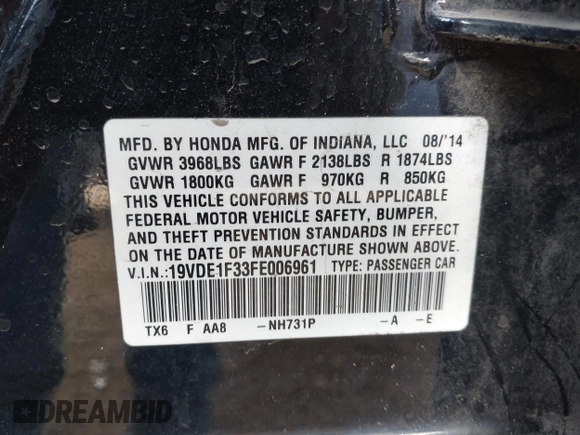 MFD. BY HONDA MFG. OF INDIANA, LLC 08/'14
GVWR 3968LBS GAWR F 2138LBS R 1874LBS
GVWR 1800KG GAWR F 970KG R 850KG
THIS VEHICLE CONFORMS TO ALL APPLICABLE
FEDERAL MOTOR VEHICLE SAFETY, BUMPER,
AND THEFT PREVENTION STANDARDS IN EFFECT
ON THE DATE OF MANUFACTURE SHOWN ABOVE.
V.I.N.:19VDE1F33FE006961 TYPE: PASSENGER CAR
TX6 F AA8 -NH731P -A -E
DREAMBID